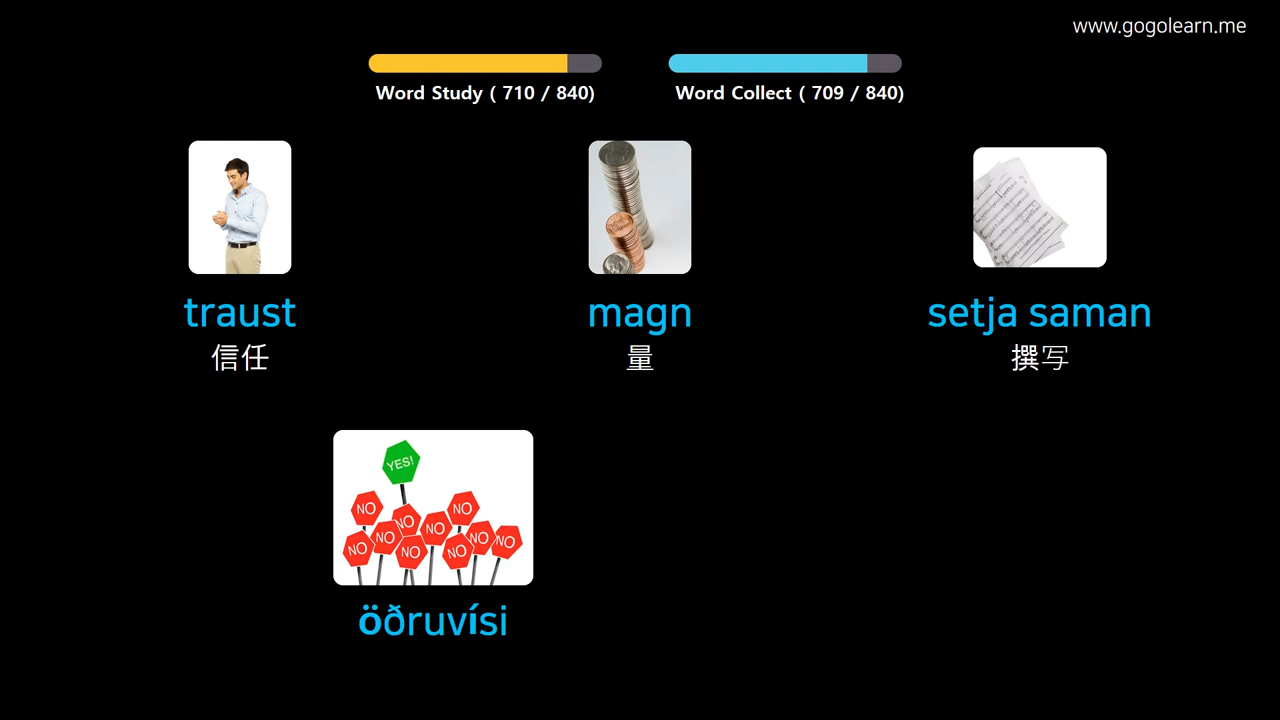 www.gogolearn.me
Word Study ( 710 / 840)
Word Collect ( 709 / 840)
traust
magn
setja saman
信任
量
撰写
YES!
NO
NO
NO
NO
NO
NO
NO
NO
NO
NO
öðruvísi